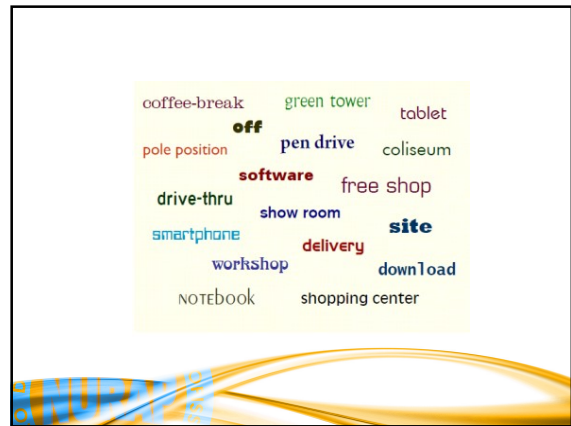 coffee-break green tower tablet
off
pole position pen drive coliseum
software free shop
drive-thru
show room
smartphone delivery site
workshop download
NOTEBOOK shopping center